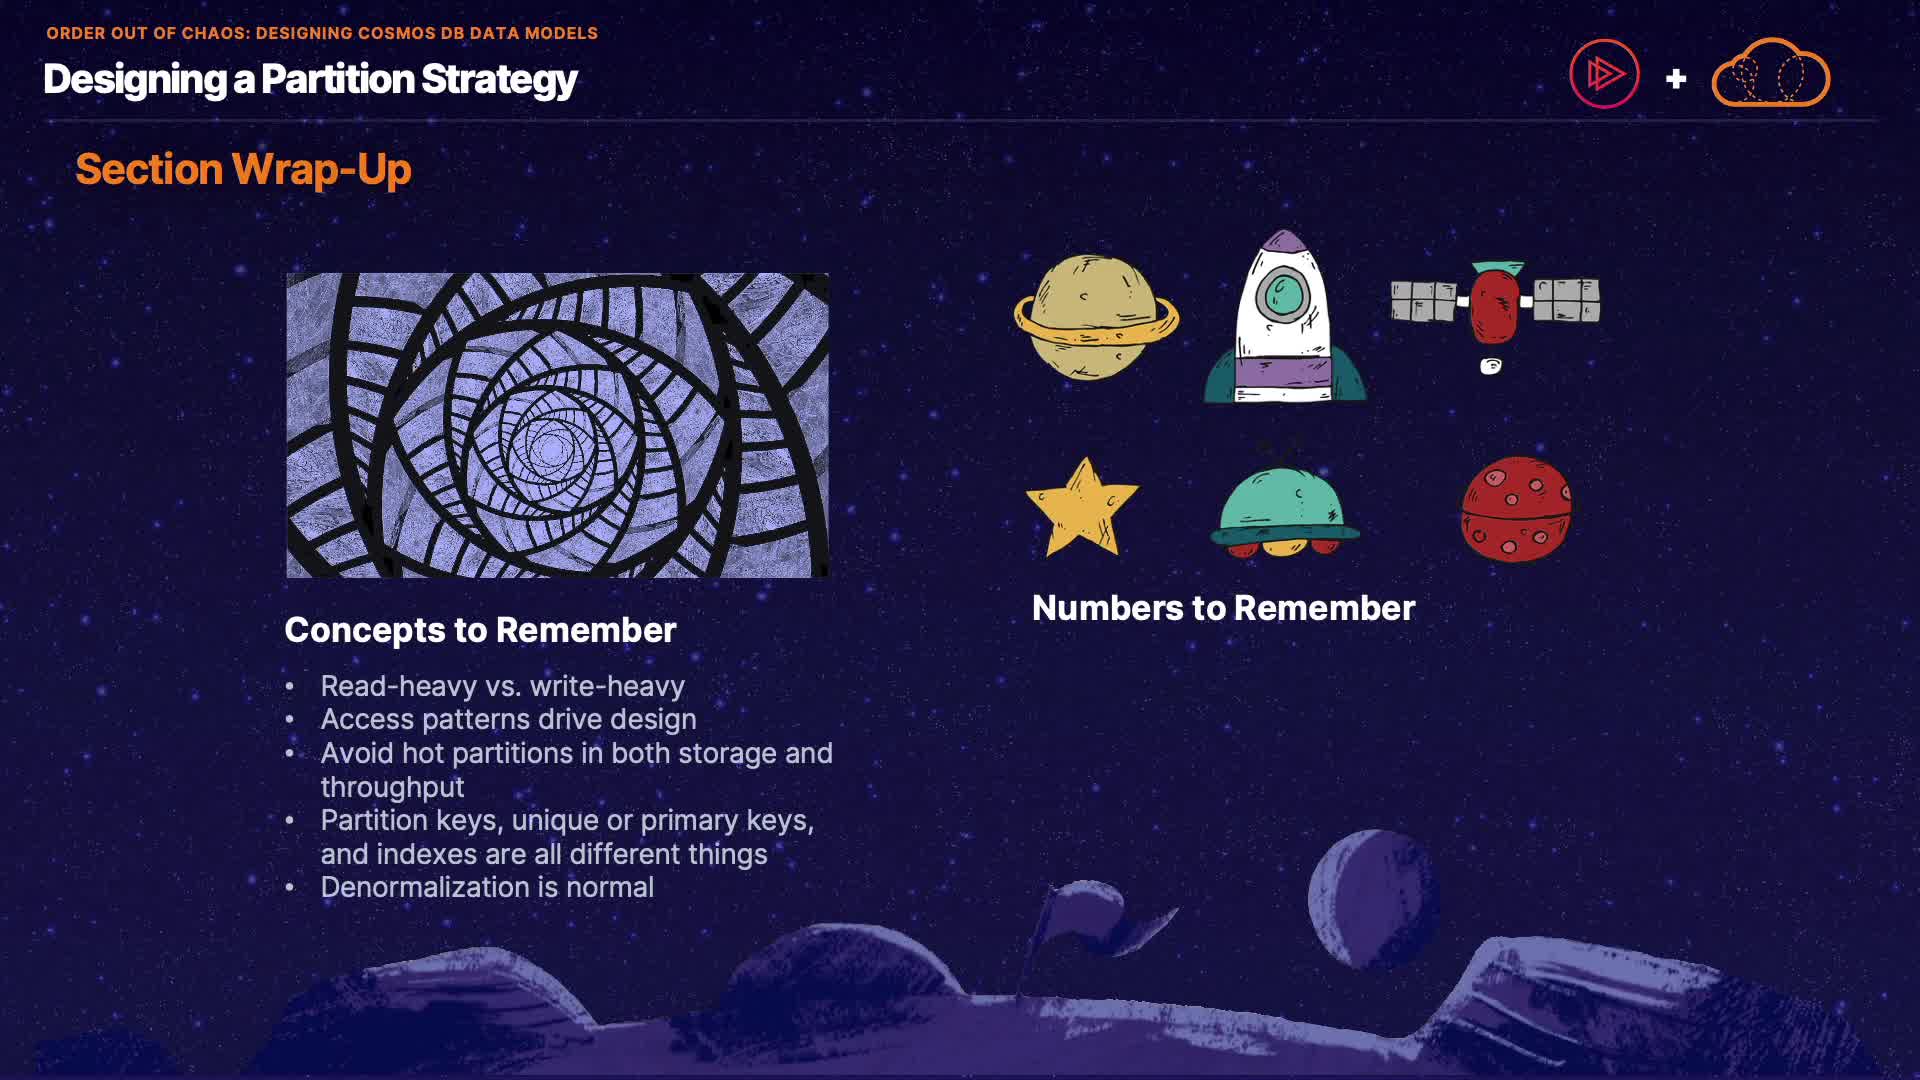 ORDER OUT OF CHAOS: DESIGNING COSMOS DB DATA MODELS
Designing a Partition Strategy
+
Section Wrap-Up
Concepts to Remember
• Read-heavy vs. write-heavy
• Access patterns drive design
• Avoid hot partitions in both storage and
throughput
• Partition keys, unique or primary keys,
and indexes are all different things
• Denormalization is normal
Numbers to Remember